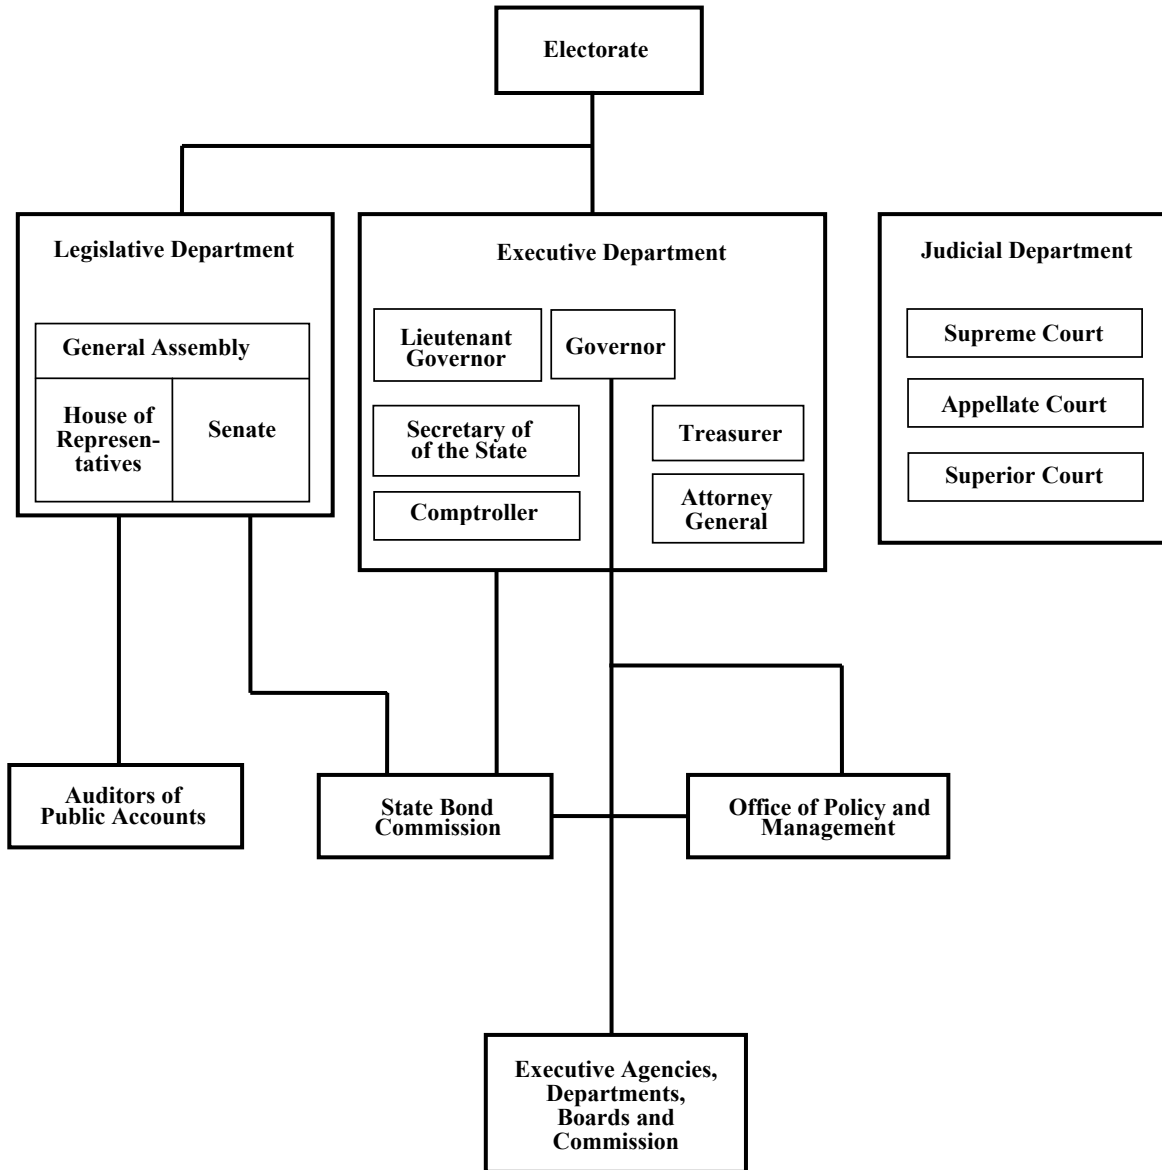 Electorate
Legislative Department
General Assembly
House of
Represen-
tatives
Senate
Executive Department
Lieutenant
Governor
Governor
Secretary of
of the State
Treasurer
Comptroller
Attorney
General
Judicial Department
Supreme Court
Appellate Court
Superior Court
Auditors of
Public Accounts
State Bond
Commission
Office of Policy and
Management
Executive Agencies,
Departments,
Boards and
Commission